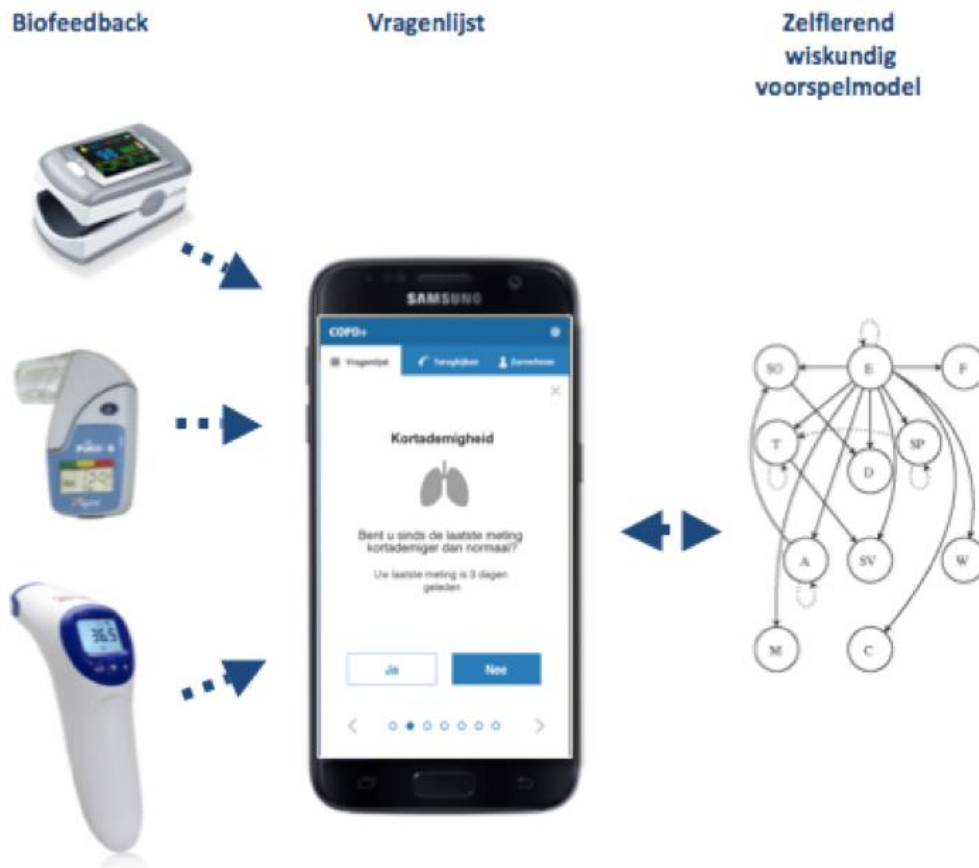 Biofeedback
Vragenlijst
Zelflerend
wiskundig
voorspelmodel
SAMSUNG
COPD+
Vragenlijst
Terugkijken
Kortademigheid
Bent u sinds de laatste meting
kortademiger dan normaal?
Uw laatste meting is 3 dagen
geleden
Ja
Nee
36.5
E
SO
F
T
SP
D
A
SV
W
M
C